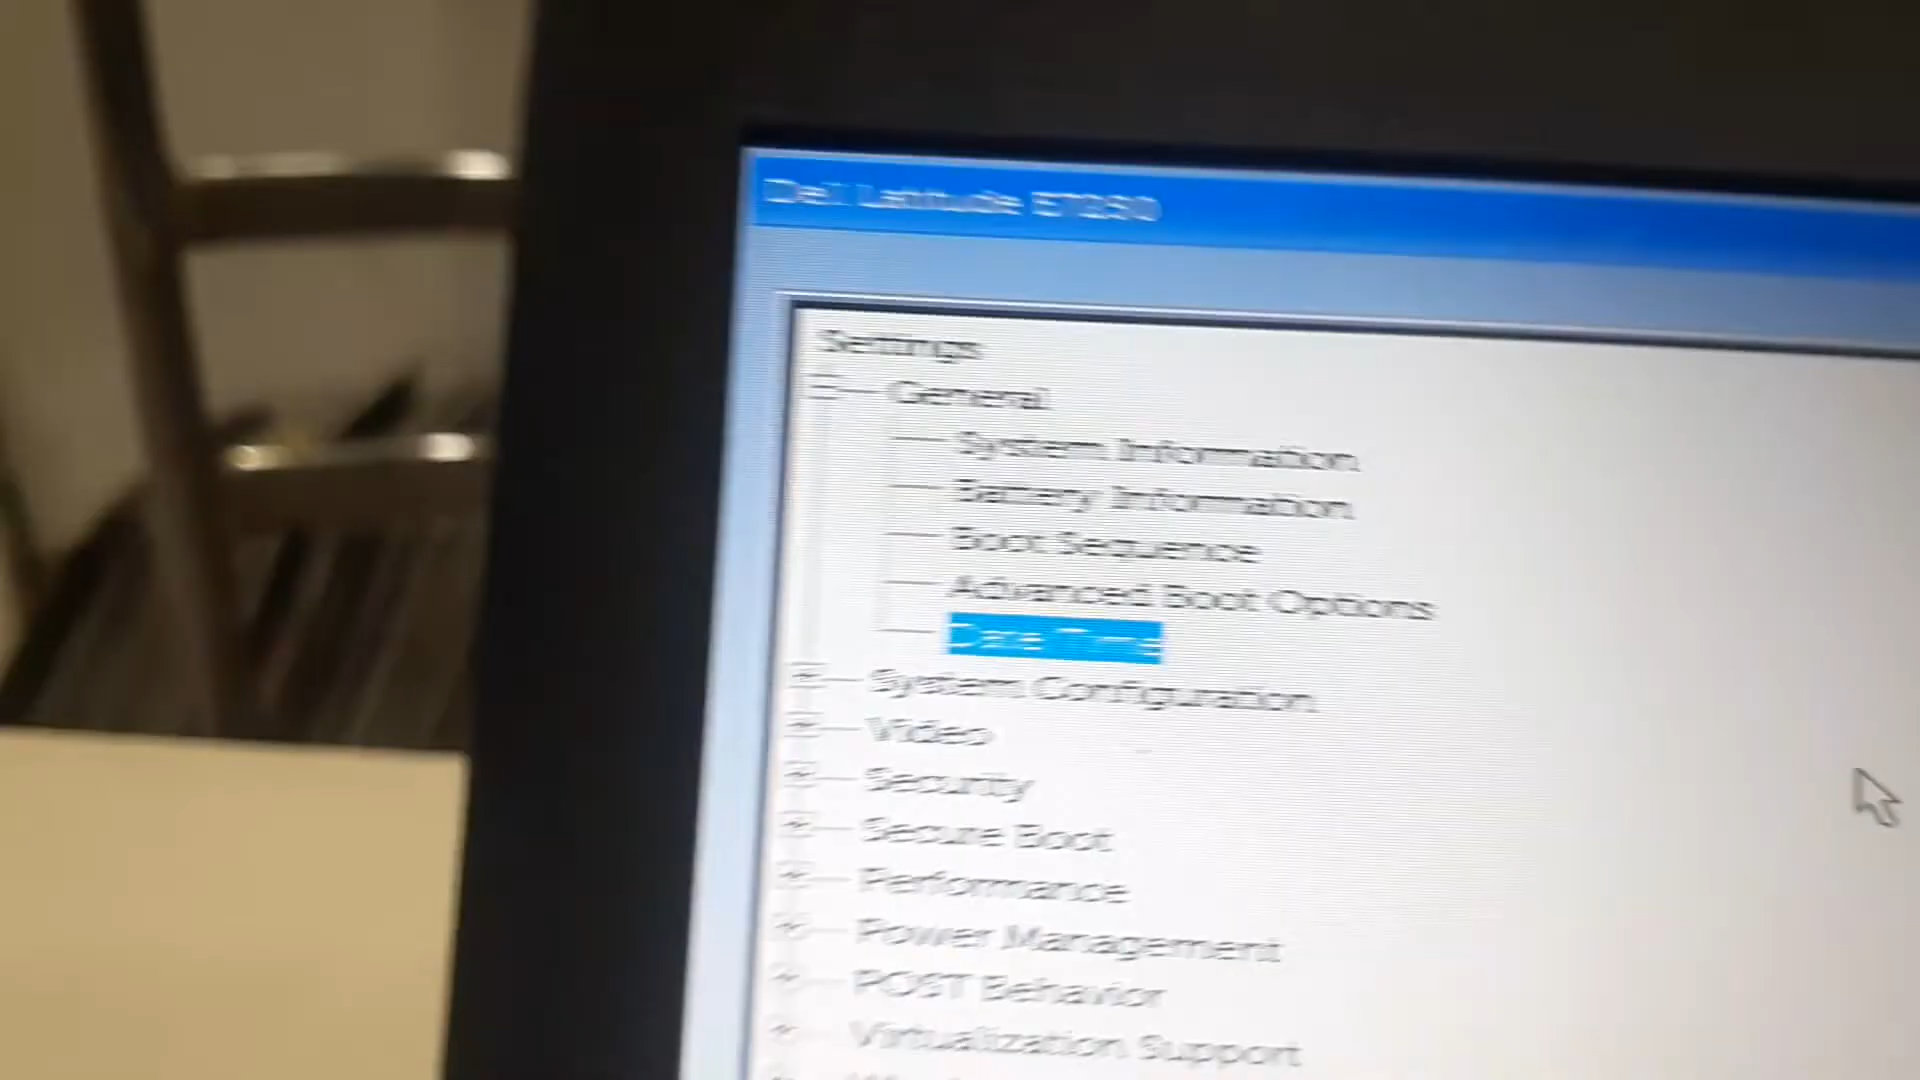 Dell Latitude E7250
Settings
General
System Information
Battery Information
Boot Sequence
Advanced Boot Options
Date/Time
System Configuration
Video
Security
Secure Boot
Performance
Power Management
POST Behavior
Virtualization Support